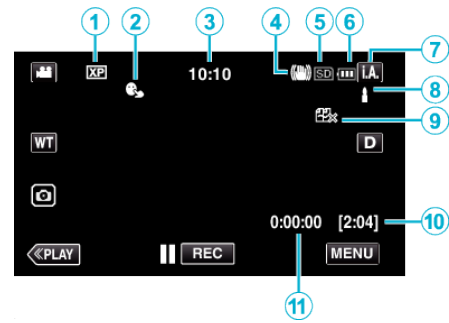 1 2 3 4 5 6 7
XP 10:10 SD I.A.
8
9
WT D
0:00:00 [2:04] 10
≪PLAY REC MENU
11